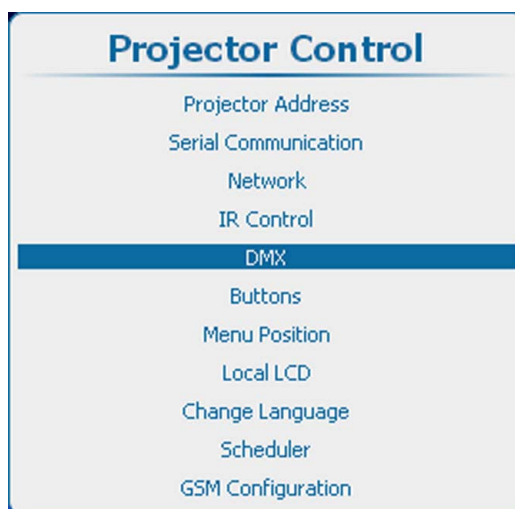 Projector Control
Projector Address
Serial Communication
Network
IR Control
DMX
Buttons
Menu Position
Local LCD
Change Language
Scheduler
GSM Configuration